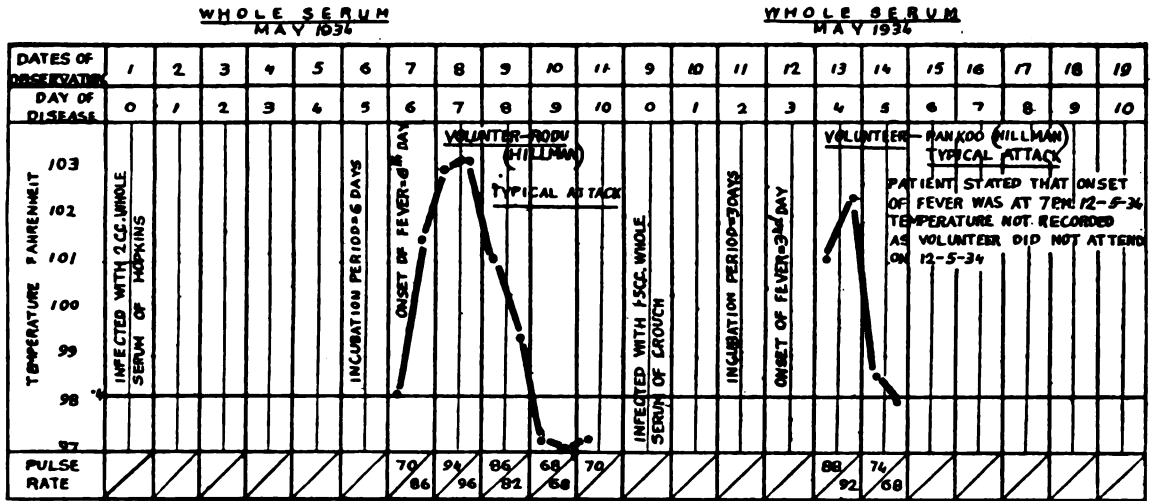 WHOLE SERUM
MAY 1934
WHOLE SERUM
MAY 1934
DATES OF OBSERVATION 1 2 3 4 5 6 7 8 9 10 11 9 10 11 12 13 14 15 16 17 18 19
DAY OF DISEASE 0 1 2 3 4 5 6 7 8 9 10 0 1 2 3 4 5 6 7 8 9 10
TEMPERATURE FAHRENHEIT
103
102
101
100
99
98
97
INFECTED WITH 2 CC. WHOLE
SERUM OF HOPKINS
INCUBATION PERIOD=6 DAYS
ONSET OF FEVER=6th DAY
VOLUNTER-RODU
(HILLMAN)
TYPICAL ATTACK
INFECTED WITH 1·5CC. WHOLE
SERUM OF CROUCH
INCUBATION PERIOD=3DAYS
ONSET OF FEVER=3rd DAY
VOLUNTEER-PANKOO (HILLMAN)
TYPICAL ATTACK
PATIENT STATED THAT ONSET
OF FEVER WAS AT 7PM. 12-5-34
TEMPERATURE NOT RECORDED
AS VOLUNTEER DID NOT ATTEND
ON 12-5-34
PULSE RATE
70 94 86 68 70 88 74
86 96 82 68 92 68